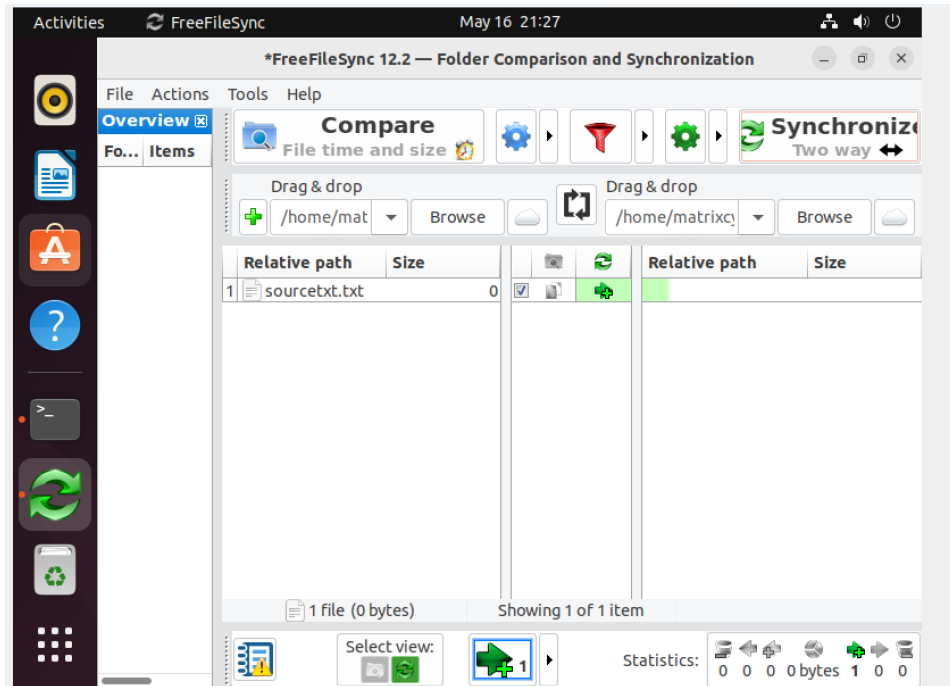 Activities FreeFileSync May 16 21:27
*FreeFileSync 12.2 — Folder Comparison and Synchronization
File Actions Tools Help
Overview
Fo... Items
Compare
File time and size
Synchronize
Two way
Drag & drop Drag & drop
/home/mat Browse /home/matrixcy Browse
Relative path Size Relative path Size
1 sourcetxt.txt 0
1 file (0 bytes) Showing 1 of 1 item
Select view:
1
Statistics:
0 0 0 0 bytes 1 0 0